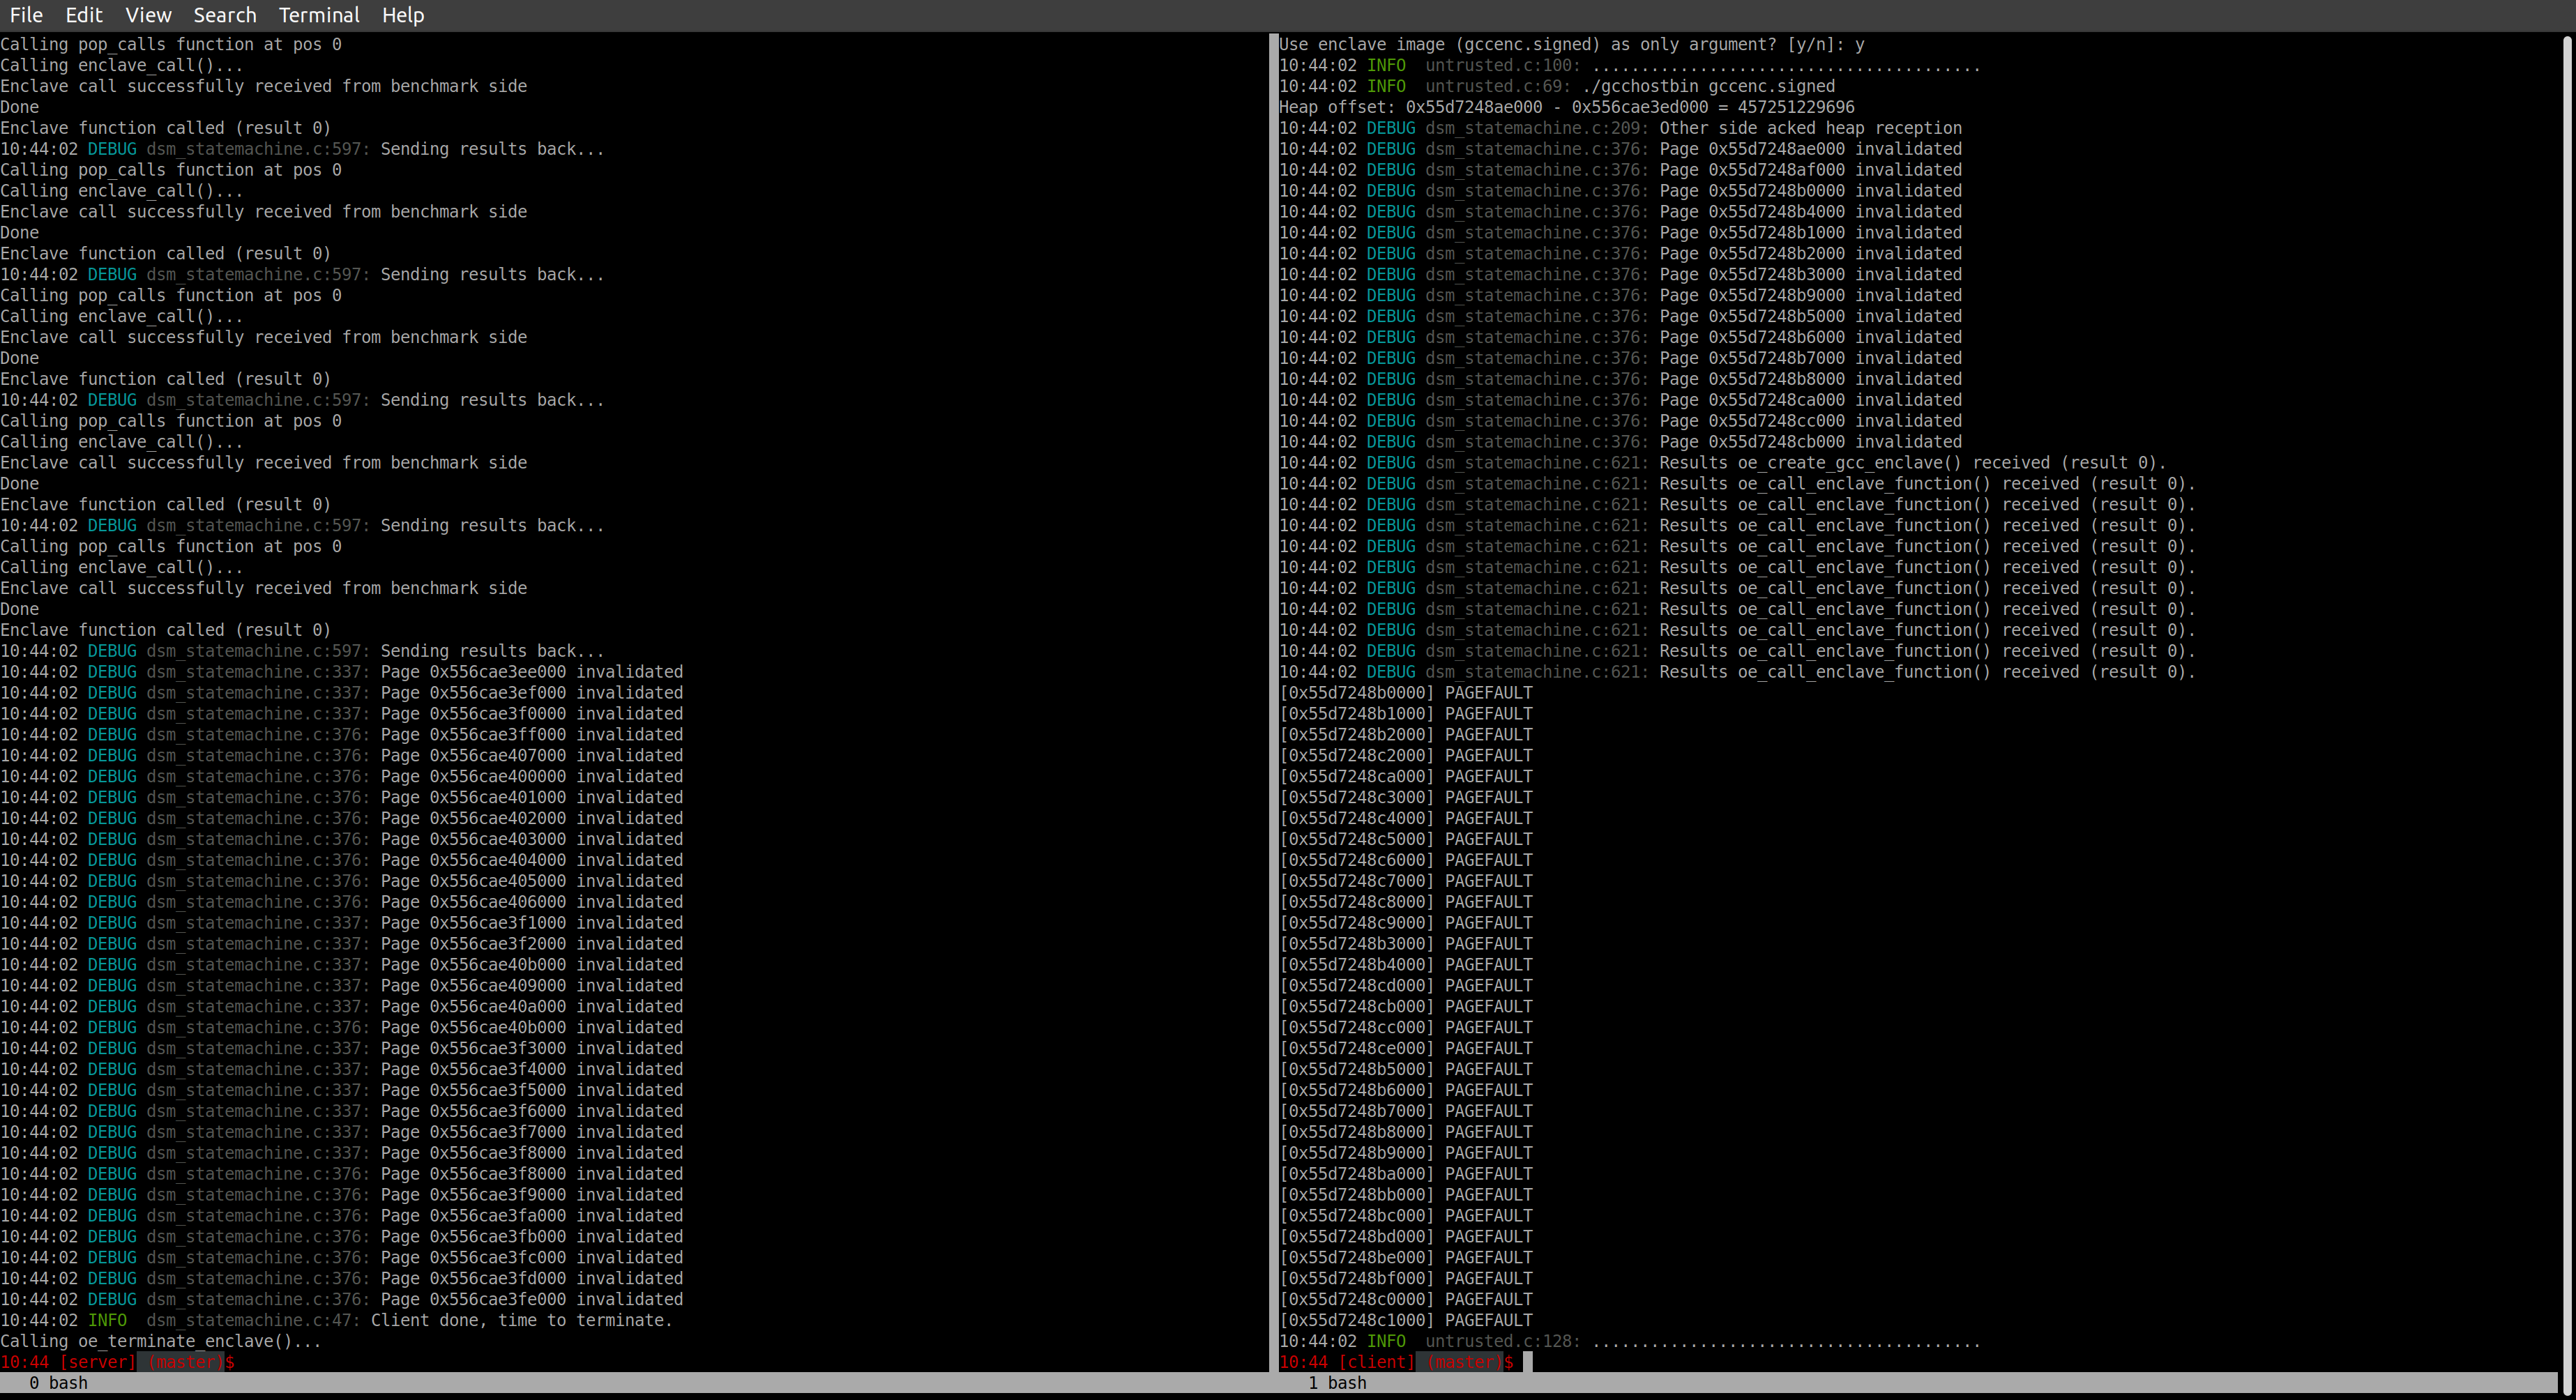 File Edit View Search Terminal Help
Calling pop_calls function at pos 0
Calling enclave_call()...
Enclave call successfully received from benchmark side
Done
Enclave function called (result 0)
10:44:02 DEBUG dsm_statemachine.c:597: Sending results back...
Calling pop_calls function at pos 0
Calling enclave_call()...
Enclave call successfully received from benchmark side
Done
Enclave function called (result 0)
10:44:02 DEBUG dsm_statemachine.c:597: Sending results back...
Calling pop_calls function at pos 0
Calling enclave_call()...
Enclave call successfully received from benchmark side
Done
Enclave function called (result 0)
10:44:02 DEBUG dsm_statemachine.c:597: Sending results back...
Calling pop_calls function at pos 0
Calling enclave_call()...
Enclave call successfully received from benchmark side
Done
Enclave function called (result 0)
10:44:02 DEBUG dsm_statemachine.c:597: Sending results back...
Calling pop_calls function at pos 0
Calling enclave_call()...
Enclave call successfully received from benchmark side
Done
Enclave function called (result 0)
10:44:02 DEBUG dsm_statemachine.c:597: Sending results back...
10:44:02 DEBUG dsm_statemachine.c:337: Page 0x556cae3ee000 invalidated
10:44:02 DEBUG dsm_statemachine.c:337: Page 0x556cae3ef000 invalidated
10:44:02 DEBUG dsm_statemachine.c:337: Page 0x556cae3f0000 invalidated
10:44:02 DEBUG dsm_statemachine.c:376: Page 0x556cae3ff000 invalidated
10:44:02 DEBUG dsm_statemachine.c:376: Page 0x556cae407000 invalidated
10:44:02 DEBUG dsm_statemachine.c:376: Page 0x556cae400000 invalidated
10:44:02 DEBUG dsm_statemachine.c:376: Page 0x556cae401000 invalidated
10:44:02 DEBUG dsm_statemachine.c:376: Page 0x556cae402000 invalidated
10:44:02 DEBUG dsm_statemachine.c:376: Page 0x556cae403000 invalidated
10:44:02 DEBUG dsm_statemachine.c:376: Page 0x556cae404000 invalidated
10:44:02 DEBUG dsm_statemachine.c:376: Page 0x556cae405000 invalidated
10:44:02 DEBUG dsm_statemachine.c:376: Page 0x556cae406000 invalidated
10:44:02 DEBUG dsm_statemachine.c:337: Page 0x556cae3f1000 invalidated
10:44:02 DEBUG dsm_statemachine.c:337: Page 0x556cae3f2000 invalidated
10:44:02 DEBUG dsm_statemachine.c:337: Page 0x556cae40b000 invalidated
10:44:02 DEBUG dsm_statemachine.c:337: Page 0x556cae409000 invalidated
10:44:02 DEBUG dsm_statemachine.c:337: Page 0x556cae40a000 invalidated
10:44:02 DEBUG dsm_statemachine.c:376: Page 0x556cae40b000 invalidated
10:44:02 DEBUG dsm_statemachine.c:337: Page 0x556cae3f3000 invalidated
10:44:02 DEBUG dsm_statemachine.c:337: Page 0x556cae3f4000 invalidated
10:44:02 DEBUG dsm_statemachine.c:337: Page 0x556cae3f5000 invalidated
10:44:02 DEBUG dsm_statemachine.c:337: Page 0x556cae3f6000 invalidated
10:44:02 DEBUG dsm_statemachine.c:337: Page 0x556cae3f7000 invalidated
10:44:02 DEBUG dsm_statemachine.c:337: Page 0x556cae3f8000 invalidated
10:44:02 DEBUG dsm_statemachine.c:376: Page 0x556cae3f8000 invalidated
10:44:02 DEBUG dsm_statemachine.c:376: Page 0x556cae3f9000 invalidated
10:44:02 DEBUG dsm_statemachine.c:376: Page 0x556cae3fa000 invalidated
10:44:02 DEBUG dsm_statemachine.c:376: Page 0x556cae3fb000 invalidated
10:44:02 DEBUG dsm_statemachine.c:376: Page 0x556cae3fc000 invalidated
10:44:02 DEBUG dsm_statemachine.c:376: Page 0x556cae3fd000 invalidated
10:44:02 DEBUG dsm_statemachine.c:376: Page 0x556cae3fe000 invalidated
10:44:02 INFO  dsm_statemachine.c:47: Client done, time to terminate.
Calling oe_terminate_enclave()...
10:44 [server] (master)$
0 bash
Use enclave image (gccenc.signed) as only argument? [y/n]: y
10:44:02 INFO  untrusted.c:100: ........................................
10:44:02 INFO  untrusted.c:69: ./gcchostbin gccenc.signed
Heap offset: 0x55d7248ae000 - 0x556cae3ed000 = 457251229696
10:44:02 DEBUG dsm_statemachine.c:209: Other side acked heap reception
10:44:02 DEBUG dsm_statemachine.c:376: Page 0x55d7248ae000 invalidated
10:44:02 DEBUG dsm_statemachine.c:376: Page 0x55d7248af000 invalidated
10:44:02 DEBUG dsm_statemachine.c:376: Page 0x55d7248b0000 invalidated
10:44:02 DEBUG dsm_statemachine.c:376: Page 0x55d7248b4000 invalidated
10:44:02 DEBUG dsm_statemachine.c:376: Page 0x55d7248b1000 invalidated
10:44:02 DEBUG dsm_statemachine.c:376: Page 0x55d7248b2000 invalidated
10:44:02 DEBUG dsm_statemachine.c:376: Page 0x55d7248b3000 invalidated
10:44:02 DEBUG dsm_statemachine.c:376: Page 0x55d7248b9000 invalidated
10:44:02 DEBUG dsm_statemachine.c:376: Page 0x55d7248b5000 invalidated
10:44:02 DEBUG dsm_statemachine.c:376: Page 0x55d7248b6000 invalidated
10:44:02 DEBUG dsm_statemachine.c:376: Page 0x55d7248b7000 invalidated
10:44:02 DEBUG dsm_statemachine.c:376: Page 0x55d7248b8000 invalidated
10:44:02 DEBUG dsm_statemachine.c:376: Page 0x55d7248ca000 invalidated
10:44:02 DEBUG dsm_statemachine.c:376: Page 0x55d7248cc000 invalidated
10:44:02 DEBUG dsm_statemachine.c:376: Page 0x55d7248cb000 invalidated
10:44:02 DEBUG dsm_statemachine.c:621: Results oe_create_gcc_enclave() received (result 0).
10:44:02 DEBUG dsm_statemachine.c:621: Results oe_call_enclave_function() received (result 0).
10:44:02 DEBUG dsm_statemachine.c:621: Results oe_call_enclave_function() received (result 0).
10:44:02 DEBUG dsm_statemachine.c:621: Results oe_call_enclave_function() received (result 0).
10:44:02 DEBUG dsm_statemachine.c:621: Results oe_call_enclave_function() received (result 0).
10:44:02 DEBUG dsm_statemachine.c:621: Results oe_call_enclave_function() received (result 0).
10:44:02 DEBUG dsm_statemachine.c:621: Results oe_call_enclave_function() received (result 0).
10:44:02 DEBUG dsm_statemachine.c:621: Results oe_call_enclave_function() received (result 0).
10:44:02 DEBUG dsm_statemachine.c:621: Results oe_call_enclave_function() received (result 0).
10:44:02 DEBUG dsm_statemachine.c:621: Results oe_call_enclave_function() received (result 0).
10:44:02 DEBUG dsm_statemachine.c:621: Results oe_call_enclave_function() received (result 0).
[0x55d7248b0000] PAGEFAULT
[0x55d7248b1000] PAGEFAULT
[0x55d7248b2000] PAGEFAULT
[0x55d7248c2000] PAGEFAULT
[0x55d7248ca000] PAGEFAULT
[0x55d7248c3000] PAGEFAULT
[0x55d7248c4000] PAGEFAULT
[0x55d7248c5000] PAGEFAULT
[0x55d7248c6000] PAGEFAULT
[0x55d7248c7000] PAGEFAULT
[0x55d7248c8000] PAGEFAULT
[0x55d7248c9000] PAGEFAULT
[0x55d7248b3000] PAGEFAULT
[0x55d7248b4000] PAGEFAULT
[0x55d7248cd000] PAGEFAULT
[0x55d7248cb000] PAGEFAULT
[0x55d7248cc000] PAGEFAULT
[0x55d7248ce000] PAGEFAULT
[0x55d7248b5000] PAGEFAULT
[0x55d7248b6000] PAGEFAULT
[0x55d7248b7000] PAGEFAULT
[0x55d7248b8000] PAGEFAULT
[0x55d7248b9000] PAGEFAULT
[0x55d7248ba000] PAGEFAULT
[0x55d7248bb000] PAGEFAULT
[0x55d7248bc000] PAGEFAULT
[0x55d7248bd000] PAGEFAULT
[0x55d7248be000] PAGEFAULT
[0x55d7248bf000] PAGEFAULT
[0x55d7248c0000] PAGEFAULT
[0x55d7248c1000] PAGEFAULT
10:44:02 INFO  untrusted.c:128: ........................................
10:44 [client] (master)$
1 bash